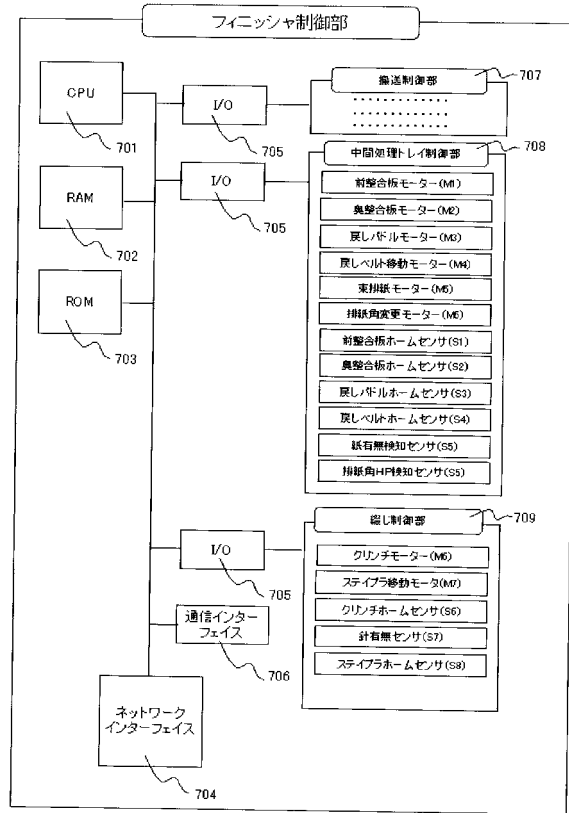 フィニッシャ制御部
CPU
701
RAM
702
ROM
703
I/O
705
搬送制御部
707
I/O
705
中間処理トレイ制御部
708
前整合板モーター(M1)
奥整合板モーター(M2)
戻しパドルモーター(M3)
戻しベルト移動モーター(M4)
束排紙モーター(M5)
排紙角変更モーター(M6)
前整合板ホームセンサ(S1)
奥整合板ホームセンサ(S2)
戻しパドルホームセンサ(S3)
戻しベルトホームセンサ(S4)
紙有無検知センサ(S5)
排紙角HP検知センサ(S5)
I/O
705
綴じ制御部
709
クリンチモーター(M6)
ステイプラ移動モータ(M7)
クリンチホームセンサ(S6)
針有無センサ(S7)
ステイプラホームセンサ(S8)
通信インター
フェイス
706
ネットワーク
インターフェイス
704